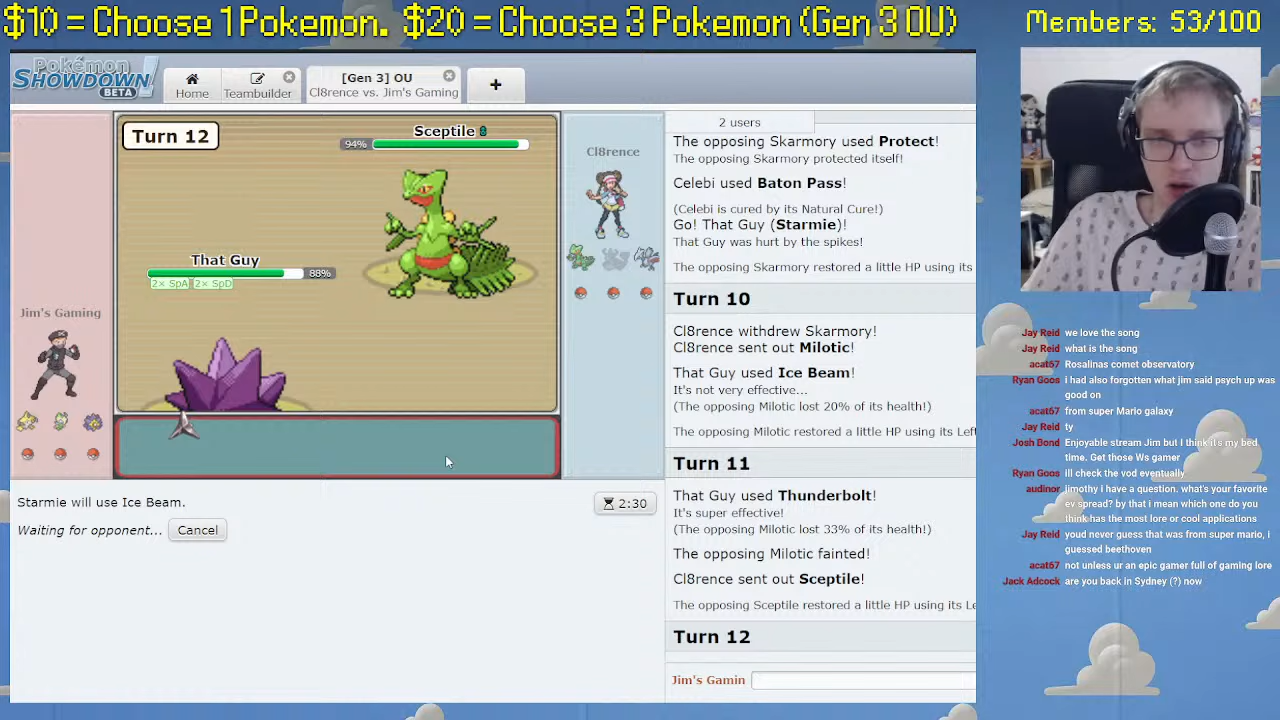 $10 = Choose 1 Pokemon. $20 = Choose 3 Pokemon (Gen 3 OU)
Members: 53/100
Pokémon
SHOWDOWN!
BETA
Home
Teambuilder
[Gen 3] OU
Cl8rence vs. Jim's Gaming
+
Turn 12
Sceptile
94%
That Guy
88%
2× SpA 2× SpD
Jim's Gaming
Cl8rence
2 users
The opposing Skarmory used Protect!
The opposing Skarmory protected itself!
Celebi used Baton Pass!
(Celebi is cured by its Natural Cure!)
Go! That Guy (Starmie)!
That Guy was hurt by the spikes!
The opposing Skarmory restored a little HP using its
Turn 10
Cl8rence withdrew Skarmory!
Cl8rence sent out Milotic!
That Guy used Ice Beam!
It's not very effective...
(The opposing Milotic lost 20% of its health!)
The opposing Milotic restored a little HP using its Left
Turn 11
That Guy used Thunderbolt!
It's super effective!
(The opposing Milotic lost 33% of its health!)
The opposing Milotic fainted!
Cl8rence sent out Sceptile!
The opposing Sceptile restored a little HP using its Le
Turn 12
Jim's Gamin
Starmie will use Ice Beam.
Waiting for opponent... Cancel
2:30
Jay Reid we love the song
Jay Reid what is the song
acat67 Rosalinas comet observatory
Ryan Goos i had also forgotten what jim said psych up was
good on
acat67 from super Mario galaxy
Jay Reid ty
Josh Bond Enjoyable stream Jim but I think it's my bed
time. Get those Ws gamer
Ryan Goos ill check the vod eventually
audinor jimothy i have a question. what's your favorite
ev spread? by that i mean which one do you
think has the most lore or cool applications
Jay Reid youd never guess that was from super mario, i
guessed beethoven
acat67 not unless ur an epic gamer full of gaming lore
Jack Adcock are you back in Sydney (?) now